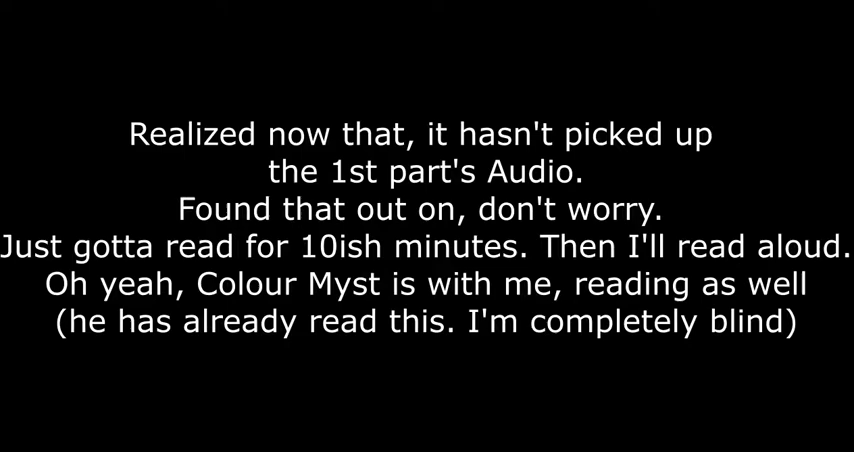 Realized now that, it hasn't picked up
the 1st part's Audio.
Found that out on, don't worry.
Just gotta read for 10ish minutes. Then I'll read aloud.
Oh yeah, Colour Myst is with me, reading as well
(he has already read this. I'm completely blind)